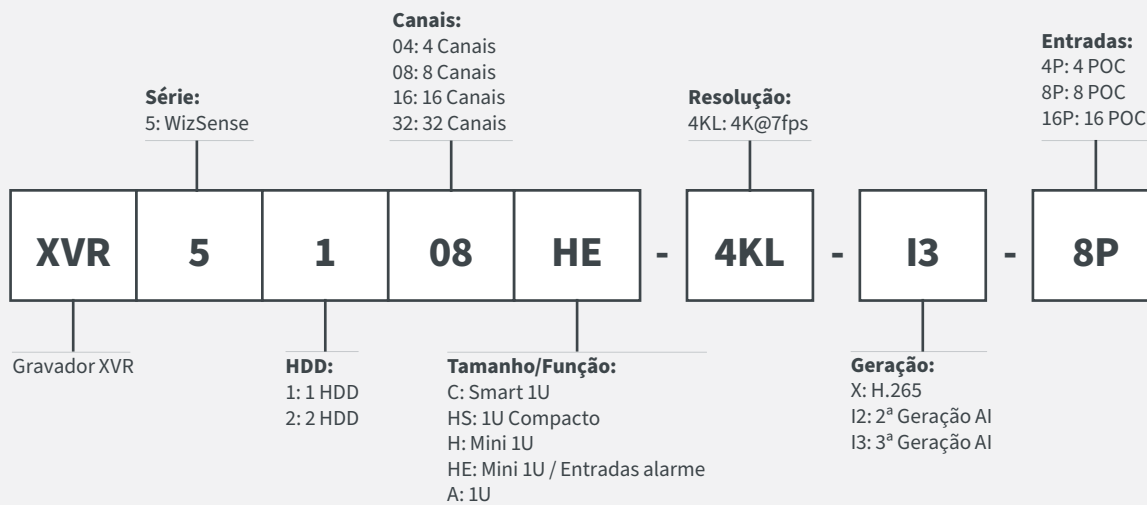 Canais:
04: 4 Canais
08: 8 Canais
16: 16 Canais
32: 32 Canais
Entradas:
4P: 4 POC
8P: 8 POC
16P: 16 POC
Série:
5: WizSense
Resolução:
4KL: 4K@7fps
XVR 5 1 08 HE - 4KL - I3 - 8P
Gravador XVR
HDD:
1: 1 HDD
2: 2 HDD
Tamanho/Função:
C: Smart 1U
HS: 1U Compacto
H: Mini 1U
HE: Mini 1U / Entradas alarme
A: 1U
Geração:
X: H.265
I2: 2ª Geração AI
I3: 3ª Geração AI